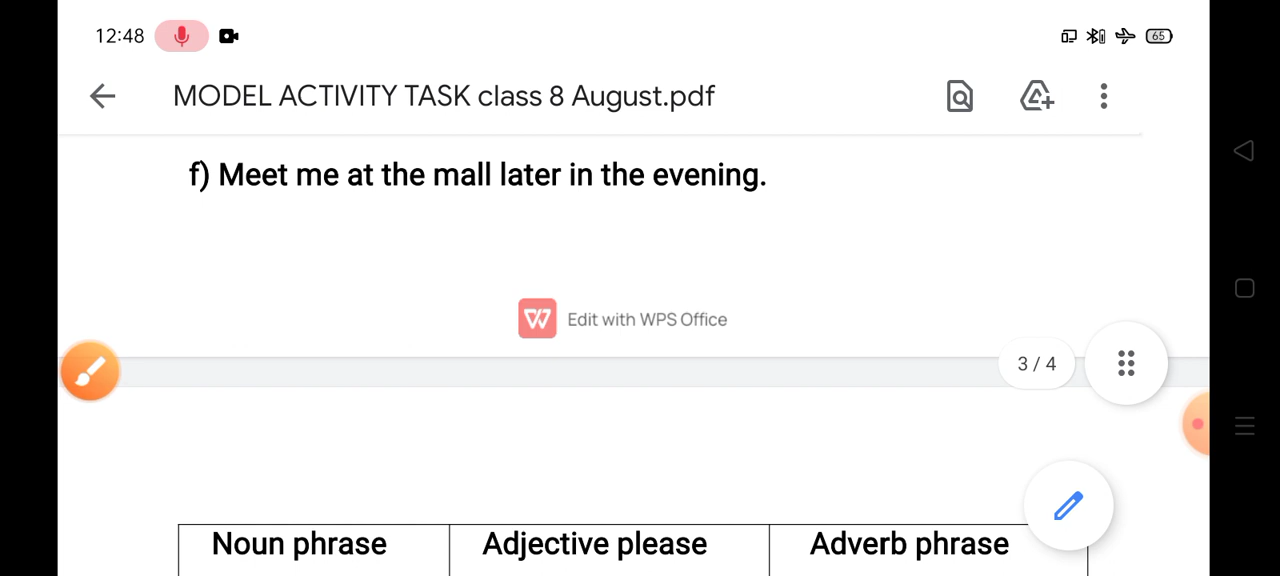 12:48 65
MODEL ACTIVITY TASK class 8 August.pdf
f) Meet me at the mall later in the evening.
Edit with WPS Office
3 / 4
Noun phrase Adjective please Adverb phrase